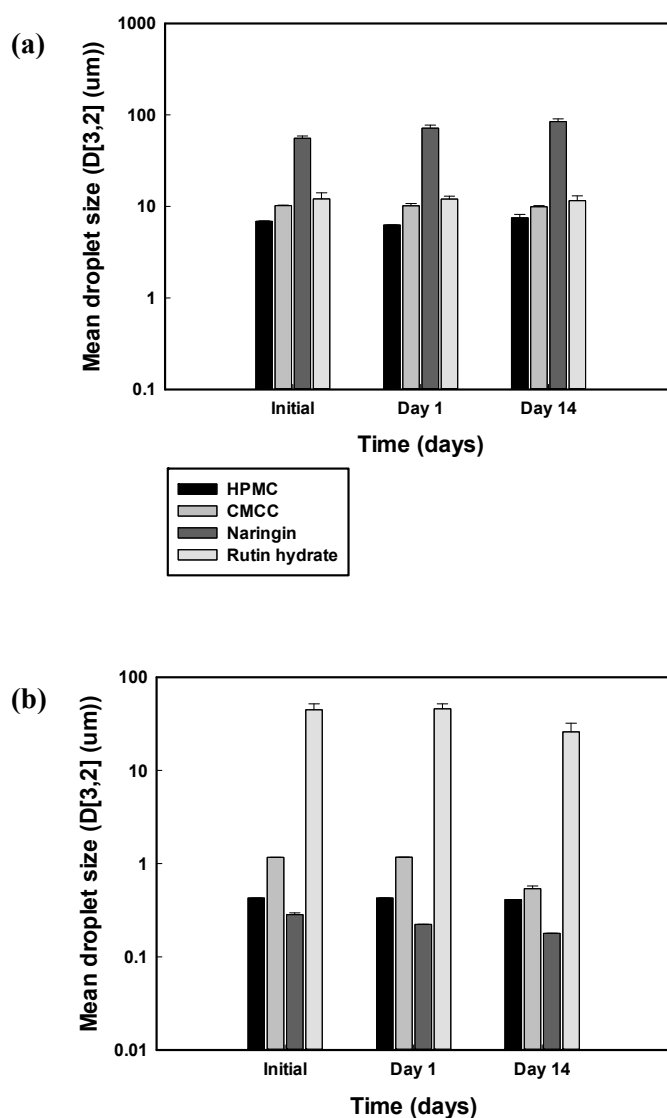 (a)
Mean droplet size (D[3,2] (um))
1000
100
10
1
0.1
Initial
Day 1
Day 14
Time (days)
HPMC
CMCC
Naringin
Rutin hydrate
(b)
Mean droplet size (D[3,2] (um))
100
10
1
0.1
0.01
Initial
Day 1
Day 14
Time (days)